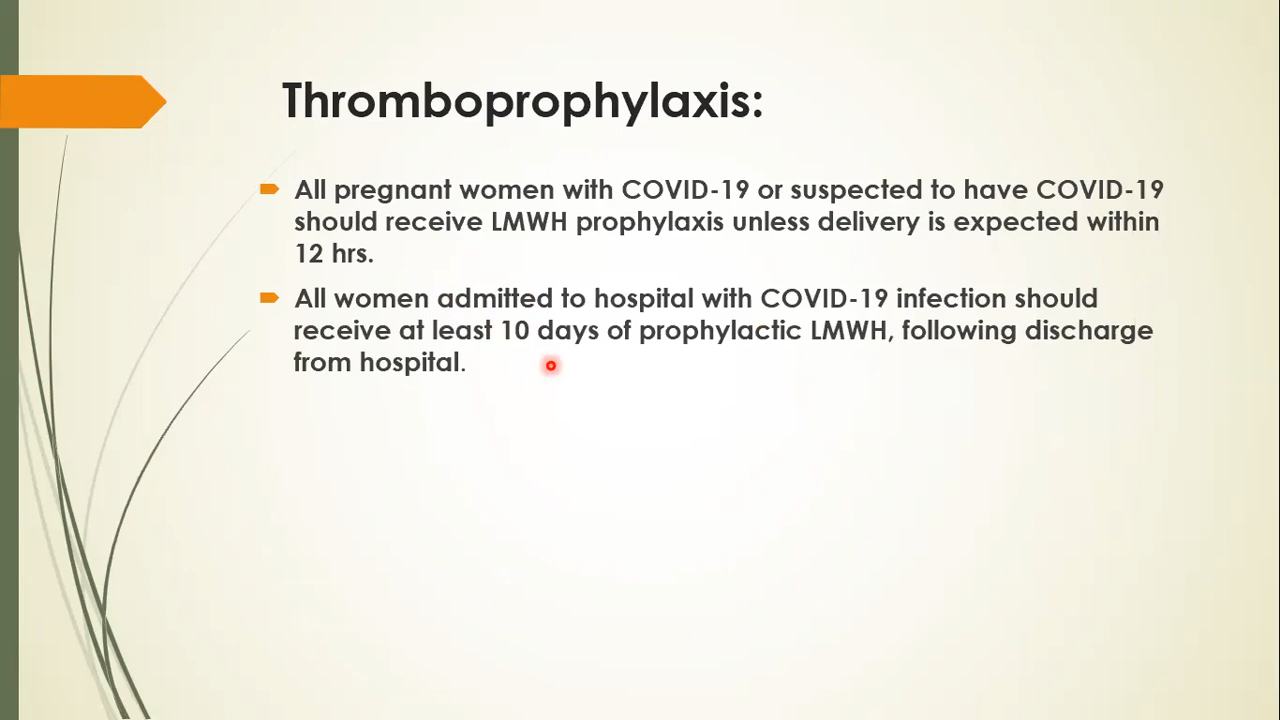 Thromboprophylaxis:
All pregnant women with COVID-19 or suspected to have COVID-19
should receive LMWH prophylaxis unless delivery is expected within
12 hrs.
All women admitted to hospital with COVID-19 infection should
receive at least 10 days of prophylactic LMWH, following discharge
from hospital.